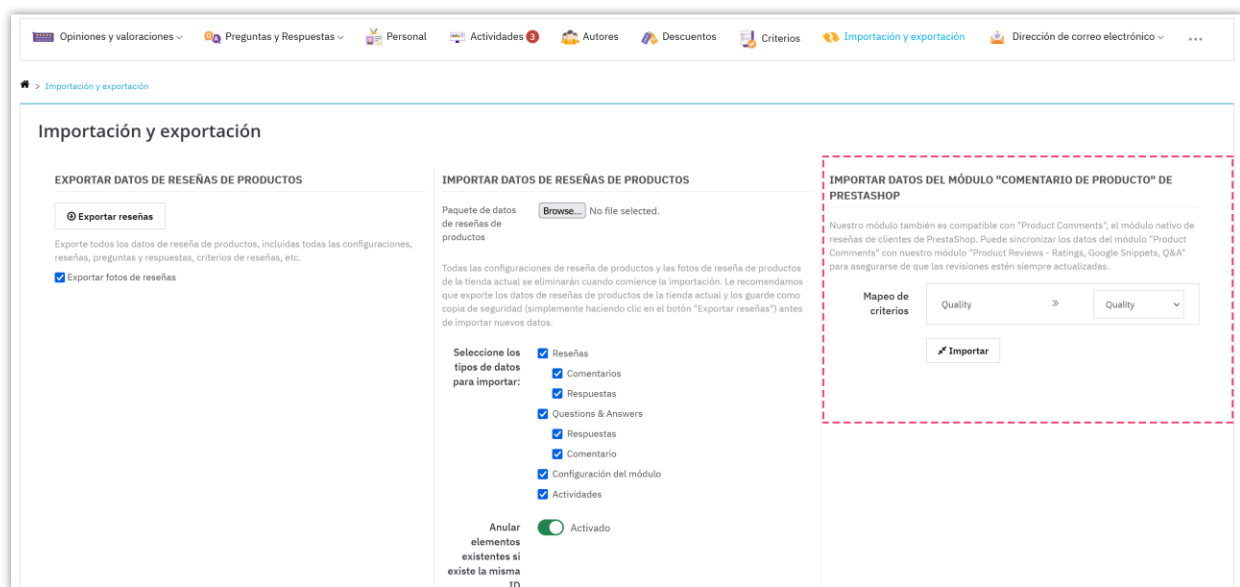 Opiniones y valoraciones Preguntas y Respuestas Personal Actividades 3 Autores Descuentos Criterios Importación y exportación Dirección de correo electrónico ...
> Importación y exportación
Importación y exportación
EXPORTAR DATOS DE RESEÑAS DE PRODUCTOS
Exportar reseñas
Exporte todos los datos de reseña de productos, incluidas todas las configuraciones,
reseñas, preguntas y respuestas, criterios de reseñas, etc.
Exportar fotos de reseñas
IMPORTAR DATOS DE RESEÑAS DE PRODUCTOS
Paquete de datos
de reseñas de
productos
Browse... No file selected.
Todas las configuraciones de reseña de productos y las fotos de reseña de productos
de la tienda actual se eliminarán cuando comience la importación. Le recomendamos
que exporte los datos de reseñas de productos de la tienda actual y los guarde como
copia de seguridad (simplemente haciendo clic en el botón "Exportar reseñas") antes
de importar nuevos datos.
Seleccione los
tipos de datos
para importar:
Reseñas
Comentarios
Respuestas
Questions & Answers
Respuestas
Comentario
Configuración del módulo
Actividades
Anular
elementos
existentes si
existe la misma
ID
Activado
IMPORTAR DATOS DEL MÓDULO "COMENTARIO DE PRODUCTO" DE
PRESTASHOP
Nuestro módulo también es compatible con "Product Comments", el módulo nativo de
reseñas de clientes de PrestaShop. Puede sincronizar los datos del módulo "Product
Comments" con nuestro módulo "Product Reviews - Ratings, Google Snippets, Q&A"
para asegurarse de que las revisiones estén siempre actualizadas.
Mapeo de
criterios
Quality » Quality
Importar